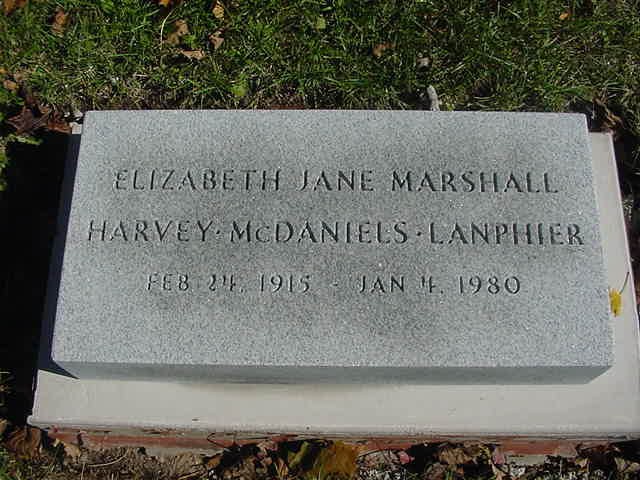 ELIZABETH JANE MARSHALL
HARVEY · McDANIELS · LANPHIER
FEB. 24, 1915 - JAN 4, 1980